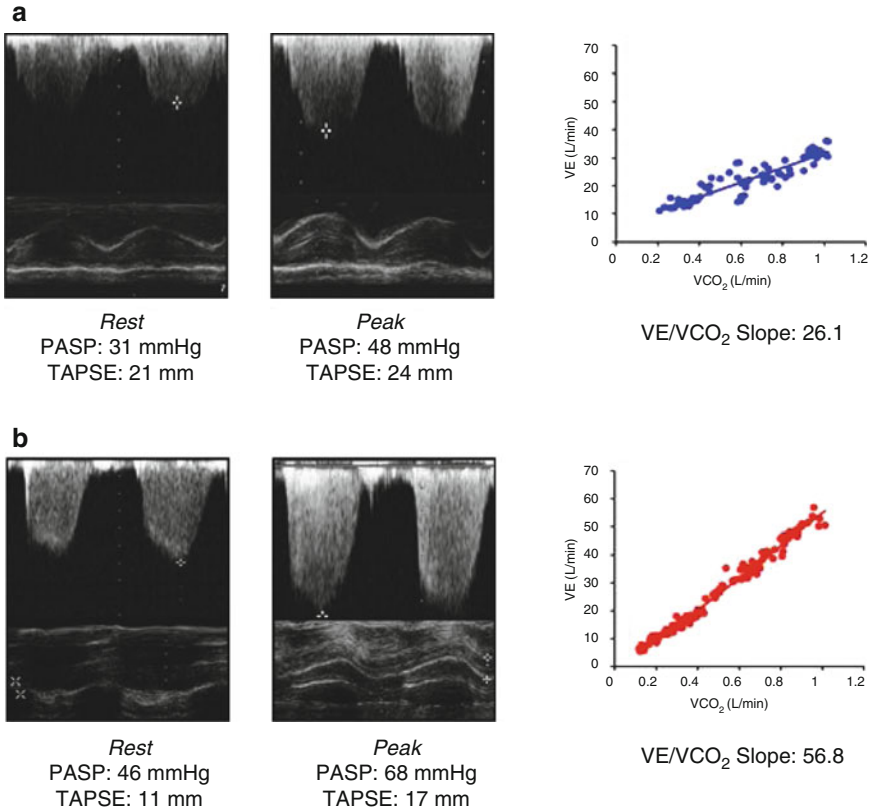 a
Rest
PASP: 31 mmHg
TAPSE: 21 mm
Peak
PASP: 48 mmHg
TAPSE: 24 mm
VE (L/min)
70
60
50
40
30
20
10
0
0 0.2 0.4 0.6 0.8 1 1.2
VCO₂ (L/min)
VE/VCO₂ Slope: 26.1
b
Rest
PASP: 46 mmHg
TAPSE: 11 mm
Peak
PASP: 68 mmHg
TAPSE: 17 mm
VE (L/min)
70
60
50
40
30
20
10
0
0 0.2 0.4 0.6 0.8 1 1.2
VCO₂ (L/min)
VE/VCO₂ Slope: 56.8